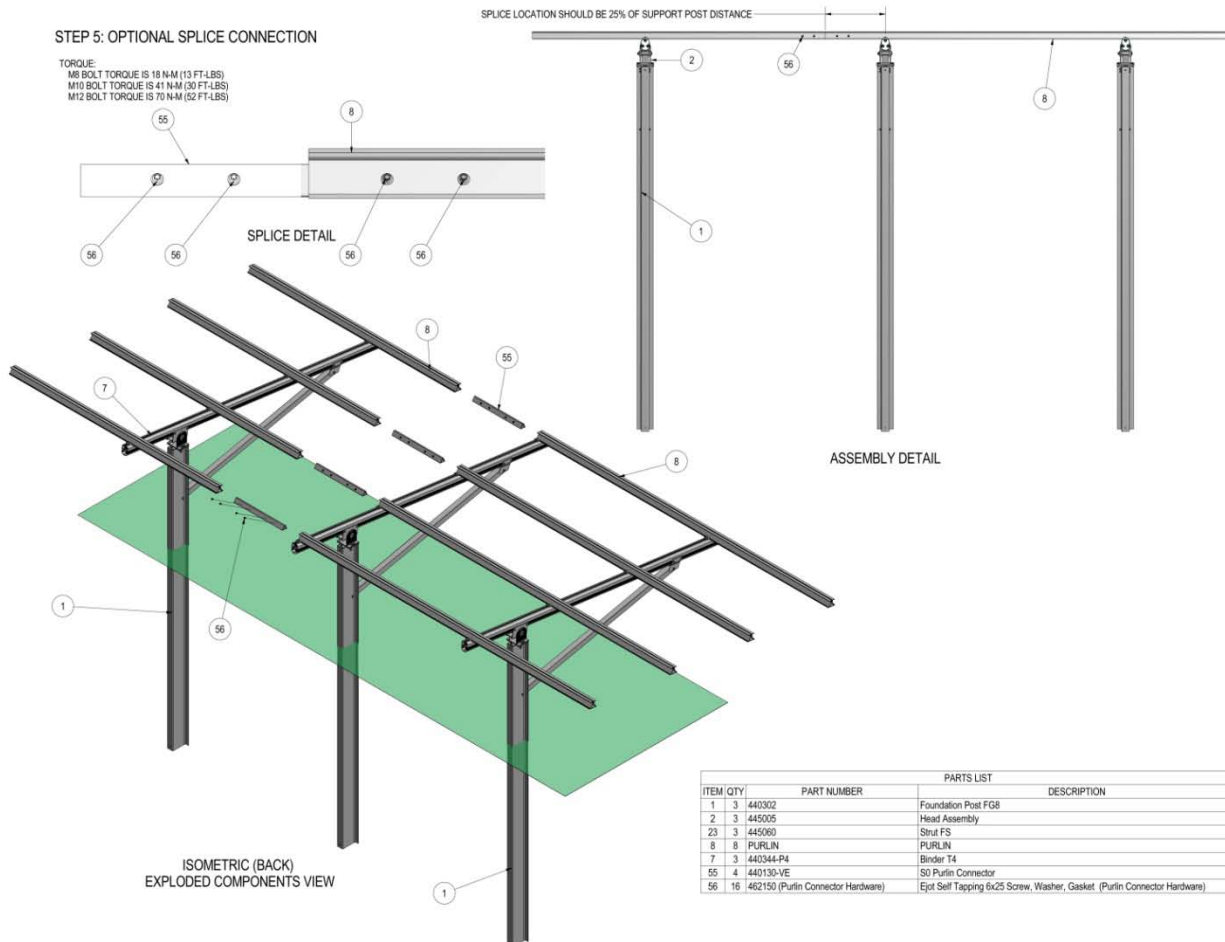 STEP 5: OPTIONAL SPLICE CONNECTION
TORQUE:
M8 BOLT TORQUE IS 18 N-M (13 FT-LBS)
M10 BOLT TORQUE IS 41 N-M (30 FT-LBS)
M12 BOLT TORQUE IS 70 N-M (52 FT-LBS)
55
8
56
56
56
56
SPLICE DETAIL
SPLICE LOCATION SHOULD BE 25% OF SUPPORT POST DISTANCE
56
2
8
1
ASSEMBLY DETAIL
8
55
7
8
1
56
1
ISOMETRIC (BACK)
EXPLODED COMPONENTS VIEW
PARTS LIST
ITEM QTY PART NUMBER DESCRIPTION
1 3 440302 Foundation Post FG8
2 3 445005 Head Assembly
23 3 445060 Strut FS
8 8 PURLIN PURLIN
7 3 440344-P4 Binder T4
55 4 440130-VE S0 Purlin Connector
56 16 462150 (Purlin Connector Hardware) Ejot Self Tapping 6x25 Screw, Washer, Gasket (Purlin Connector Hardware)